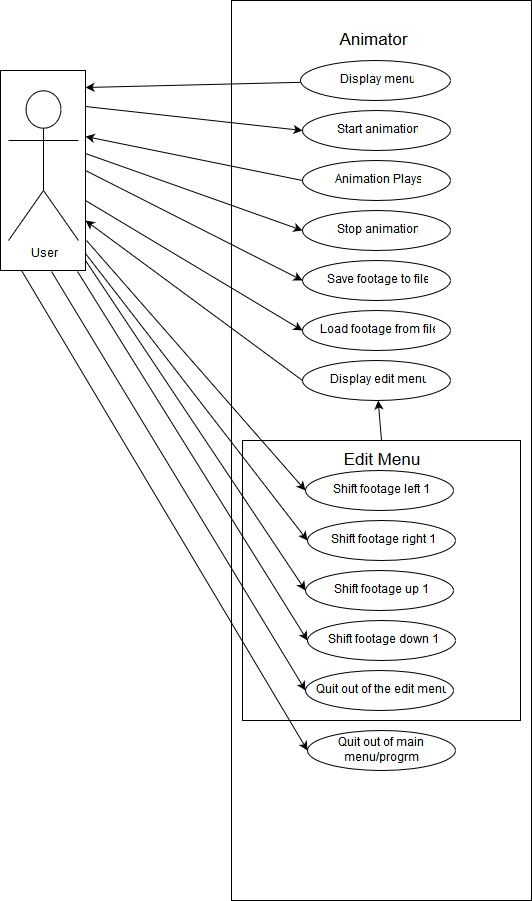 Animator
Display menu
Start animation
Animation Plays
Stop animation
User
Save footage to file
Load footage from file
Display edit menu
Edit Menu
Shift footage left 1
Shift footage right 1
Shift footage up 1
Shift footage down 1
Quit out of the edit menu
Quit out of main
menu/progrm